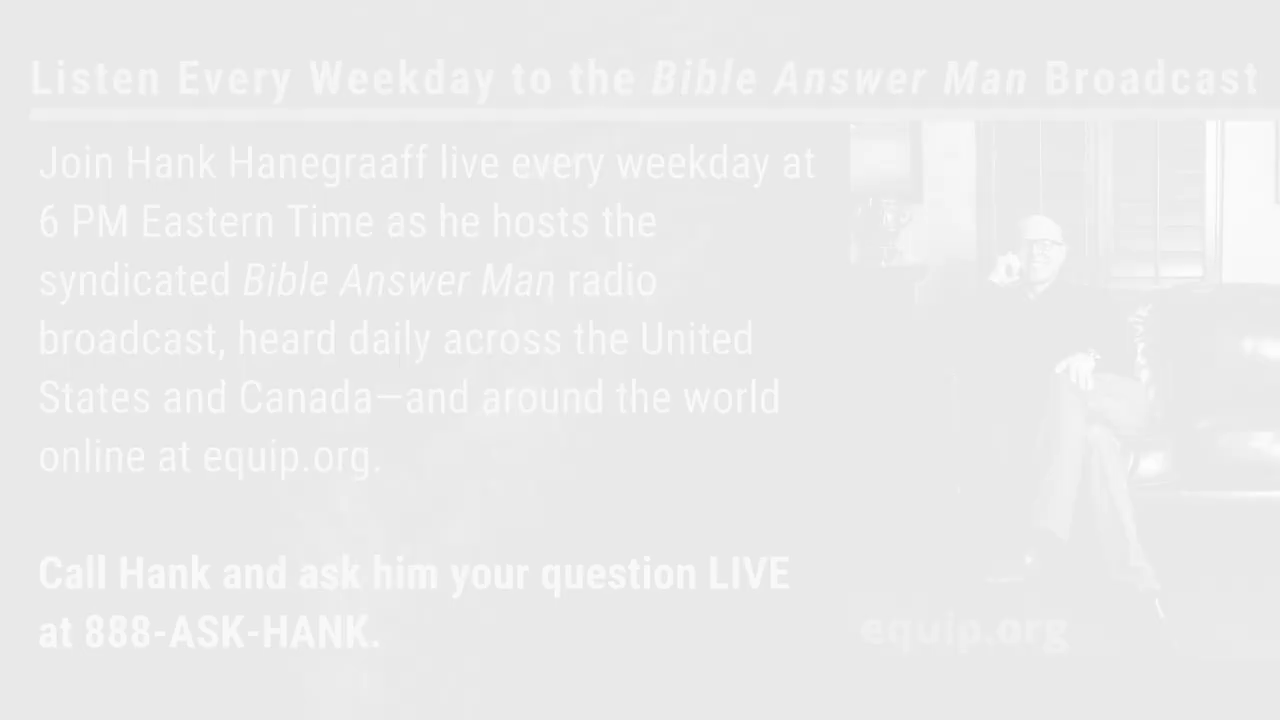 Listen Every Weekday to the Bible Answer Man Broadcast
Join Hank Hanegraaff live every weekday at
6 PM Eastern Time as he hosts the
syndicated Bible Answer Man radio
broadcast, heard daily across the United
States and Canada—and around the world
online at equip.org.
Call Hank and ask him your question LIVE
at 888-ASK-HANK.
equip.org